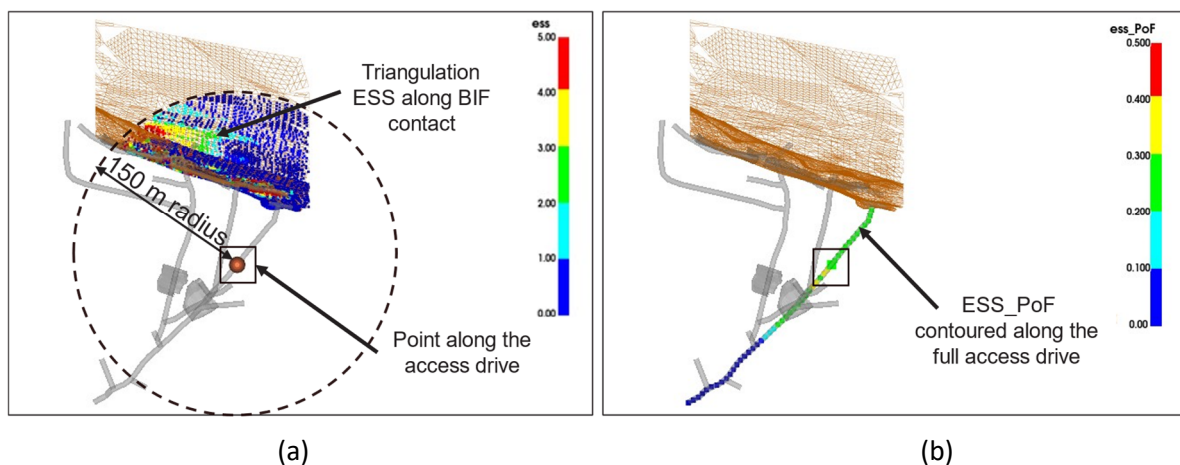 ess
5.00
4.00
3.00
2.00
1.00
0.00
Triangulation
ESS along BIF
contact
150 m radius
Point along the
access drive
(a)
ess_PoF
0.500
0.400
0.300
0.200
0.100
0.00
ESS_PoF
contoured along the
full access drive
(b)